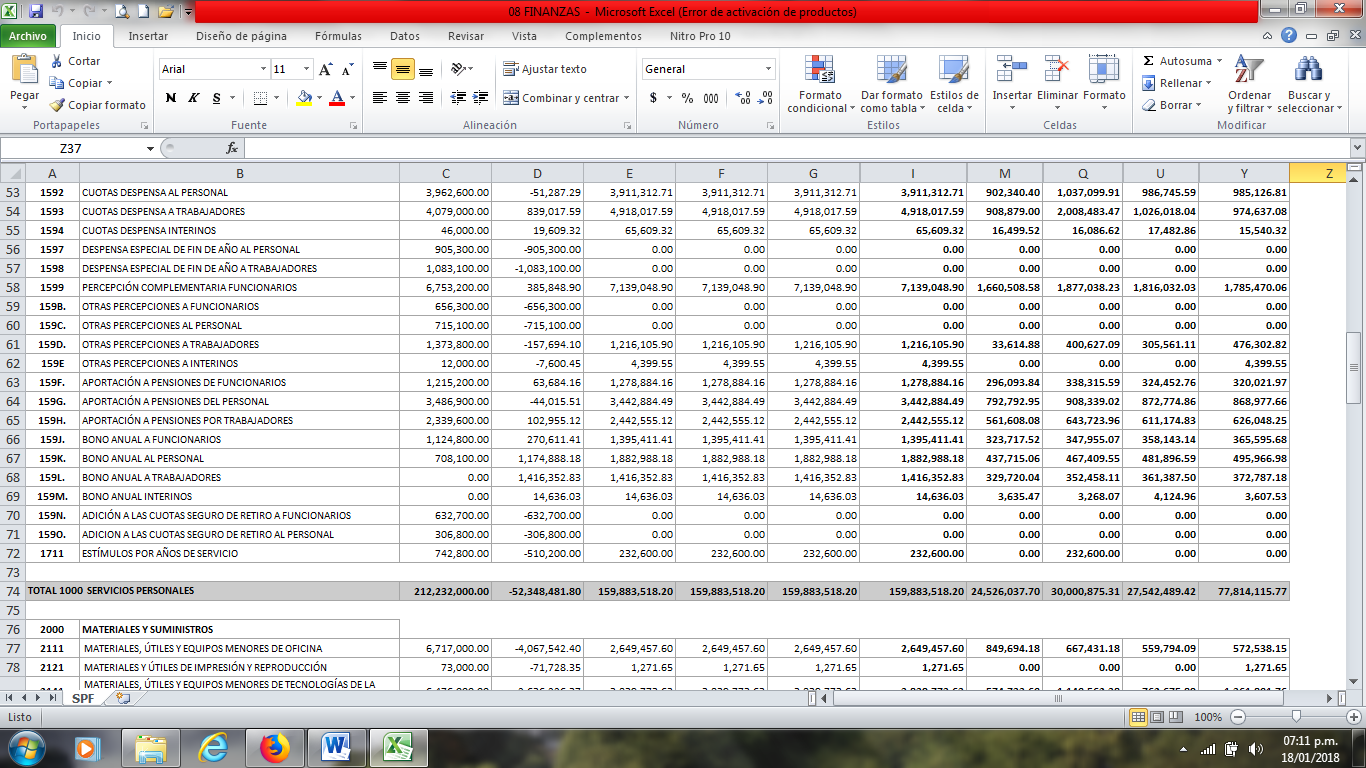 08 FINANZAS - Microsoft Excel (Error de activación de productos)
Archivo Inicio Insertar Diseño de página Fórmulas Datos Revisar Vista Complementos Nitro Pro 10
Pegar
Cortar
Copiar
Copiar formato
Portapapeles
Arial 11
N K S
Fuente
Ajustar texto
Combinar y centrar
Alineación
General
$ % 000
Número
Formato condicional
Dar formato como tabla
Estilos de celda
Estilos
Insertar Eliminar Formato
Celdas
Autosuma
Rellenar
Borrar
Ordenar y filtrar
Buscar y seleccionar
Modificar
Z37 fx
A B C D E F G I M Q U Y Z
53 1592 CUOTAS DESPENSA AL PERSONAL 3,962,600.00 -51,287.29 3,911,312.71 3,911,312.71 3,911,312.71 3,911,312.71 902,340.40 1,037,099.91 986,745.59 985,126.81
54 1593 CUOTAS DESPENSA A TRABAJADORES 4,079,000.00 839,017.59 4,918,017.59 4,918,017.59 4,918,017.59 4,918,017.59 908,879.00 2,008,483.47 1,026,018.04 974,637.08
55 1594 CUOTAS DESPENSA INTERINOS 46,000.00 19,609.32 65,609.32 65,609.32 65,609.32 65,609.32 16,499.52 16,086.62 17,482.86 15,540.32
56 1597 DESPENSA ESPECIAL DE FIN DE AÑO AL PERSONAL 905,300.00 -905,300.00 0.00 0.00 0.00 0.00 0.00 0.00 0.00 0.00
57 1598 DESPENSA ESPECIAL DE FIN DE AÑO A TRABAJADORES 1,083,100.00 -1,083,100.00 0.00 0.00 0.00 0.00 0.00 0.00 0.00 0.00
58 1599 PERCEPCIÓN COMPLEMENTARIA FUNCIONARIOS 6,753,200.00 385,848.90 7,139,048.90 7,139,048.90 7,139,048.90 7,139,048.90 1,660,508.58 1,877,038.23 1,816,032.03 1,785,470.06
59 159B. OTRAS PERCEPCIONES A FUNCIONARIOS 656,300.00 -656,300.00 0.00 0.00 0.00 0.00 0.00 0.00 0.00 0.00
60 159C. OTRAS PERCEPCIONES AL PERSONAL 715,100.00 -715,100.00 0.00 0.00 0.00 0.00 0.00 0.00 0.00 0.00
61 159D. OTRAS PERCEPCIONES A TRABAJADORES 1,373,800.00 -157,694.10 1,216,105.90 1,216,105.90 1,216,105.90 1,216,105.90 33,614.88 400,627.09 305,561.11 476,302.82
62 159E OTRAS PERCEPCIONES A INTERINOS 12,000.00 -7,600.45 4,399.55 4,399.55 4,399.55 4,399.55 0.00 0.00 0.00 4,399.55
63 159F. APORTACIÓN A PENSIONES DE FUNCIONARIOS 1,215,200.00 63,684.16 1,278,884.16 1,278,884.16 1,278,884.16 1,278,884.16 296,093.84 338,315.59 324,452.76 320,021.97
64 159G. APORTACIÓN A PENSIONES DEL PERSONAL 3,486,900.00 -44,015.51 3,442,884.49 3,442,884.49 3,442,884.49 3,442,884.49 792,792.95 908,339.02 872,774.86 868,977.66
65 159H. APORTACIÓN A PENSIONES POR TRABAJADORES 2,339,600.00 102,955.12 2,442,555.12 2,442,555.12 2,442,555.12 2,442,555.12 561,608.08 643,723.96 611,174.83 626,048.25
66 159J. BONO ANUAL A FUNCIONARIOS 1,124,800.00 270,611.41 1,395,411.41 1,395,411.41 1,395,411.41 1,395,411.41 323,717.52 347,955.07 358,143.14 365,595.68
67 159K. BONO ANUAL AL PERSONAL 708,100.00 1,174,888.18 1,882,988.18 1,882,988.18 1,882,988.18 1,882,988.18 437,715.06 467,409.55 481,896.59 495,966.98
68 159L. BONO ANUAL A TRABAJADORES 0.00 1,416,352.83 1,416,352.83 1,416,352.83 1,416,352.83 1,416,352.83 329,720.04 352,458.11 361,387.50 372,787.18
69 159M. BONO ANUAL INTERINOS 0.00 14,636.03 14,636.03 14,636.03 14,636.03 14,636.03 3,635.47 3,268.07 4,124.96 3,607.53
70 159N. ADICIÓN A LAS CUOTAS SEGURO DE RETIRO A FUNCIONARIOS 632,700.00 -632,700.00 0.00 0.00 0.00 0.00 0.00 0.00 0.00 0.00
71 159O. ADICION A LAS CUOTAS SEGURO DE RETIRO AL PERSONAL 306,800.00 -306,800.00 0.00 0.00 0.00 0.00 0.00 0.00 0.00 0.00
72 1711 ESTÍMULOS POR AÑOS DE SERVICIO 742,800.00 -510,200.00 232,600.00 232,600.00 232,600.00 232,600.00 0.00 232,600.00 0.00 0.00
73
74 TOTAL 1000 SERVICIOS PERSONALES 212,232,000.00 -52,348,481.80 159,883,518.20 159,883,518.20 159,883,518.20 159,883,518.20 24,526,037.70 30,000,875.31 27,542,489.42 77,814,115.77
75
76 2000 MATERIALES Y SUMINISTROS
77 2111 MATERIALES, ÚTILES Y EQUIPOS MENORES DE OFICINA 6,717,000.00 -4,067,542.40 2,649,457.60 2,649,457.60 2,649,457.60 2,649,457.60 849,694.18 667,431.18 559,794.09 572,538.15
78 2121 MATERIALES Y ÚTILES DE IMPRESIÓN Y REPRODUCCIÓN 73,000.00 -71,728.35 1,271.65 1,271.65 1,271.65 1,271.65 0.00 0.00 0.00 1,271.65
MATERIALES, ÚTILES Y EQUIPOS MENORES DE TECNOLOGÍAS DE LA
SPF
Listo 100%
07:11 p.m.
18/01/2018